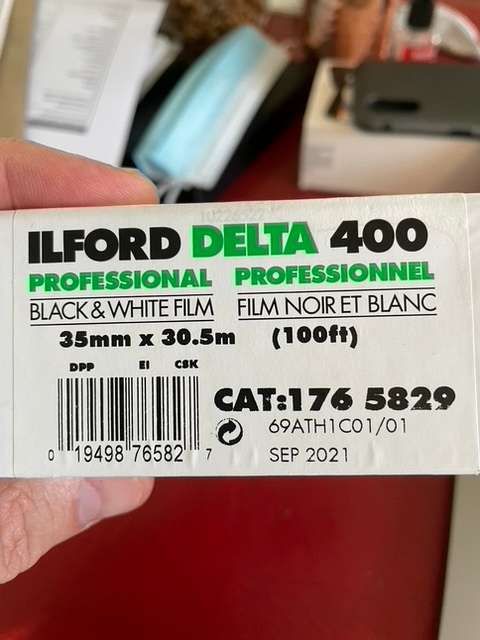 ILFORD DELTA 400
PROFESSIONAL PROFESSIONNEL
BLACK & WHITE FILM FILM NOIR ET BLANC
35mm x 30.5m (100ft)
DPP EI CSK
CAT:176 5829
69ATH1C01/01
0 19498 76582 7
SEP 2021